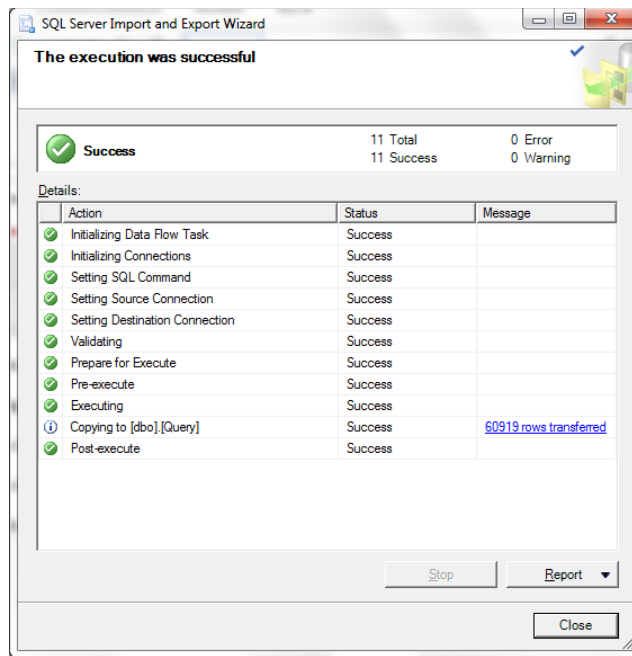 SQL Server Import and Export Wizard
The execution was successful
Success
11 Total 0 Error
11 Success 0 Warning
Details:
Action Status Message
Initializing Data Flow Task Success
Initializing Connections Success
Setting SQL Command Success
Setting Source Connection Success
Setting Destination Connection Success
Validating Success
Prepare for Execute Success
Pre-execute Success
Executing Success
Copying to [dbo].[Query] Success 60919 rows transferred
Post-execute Success
Stop Report
Close